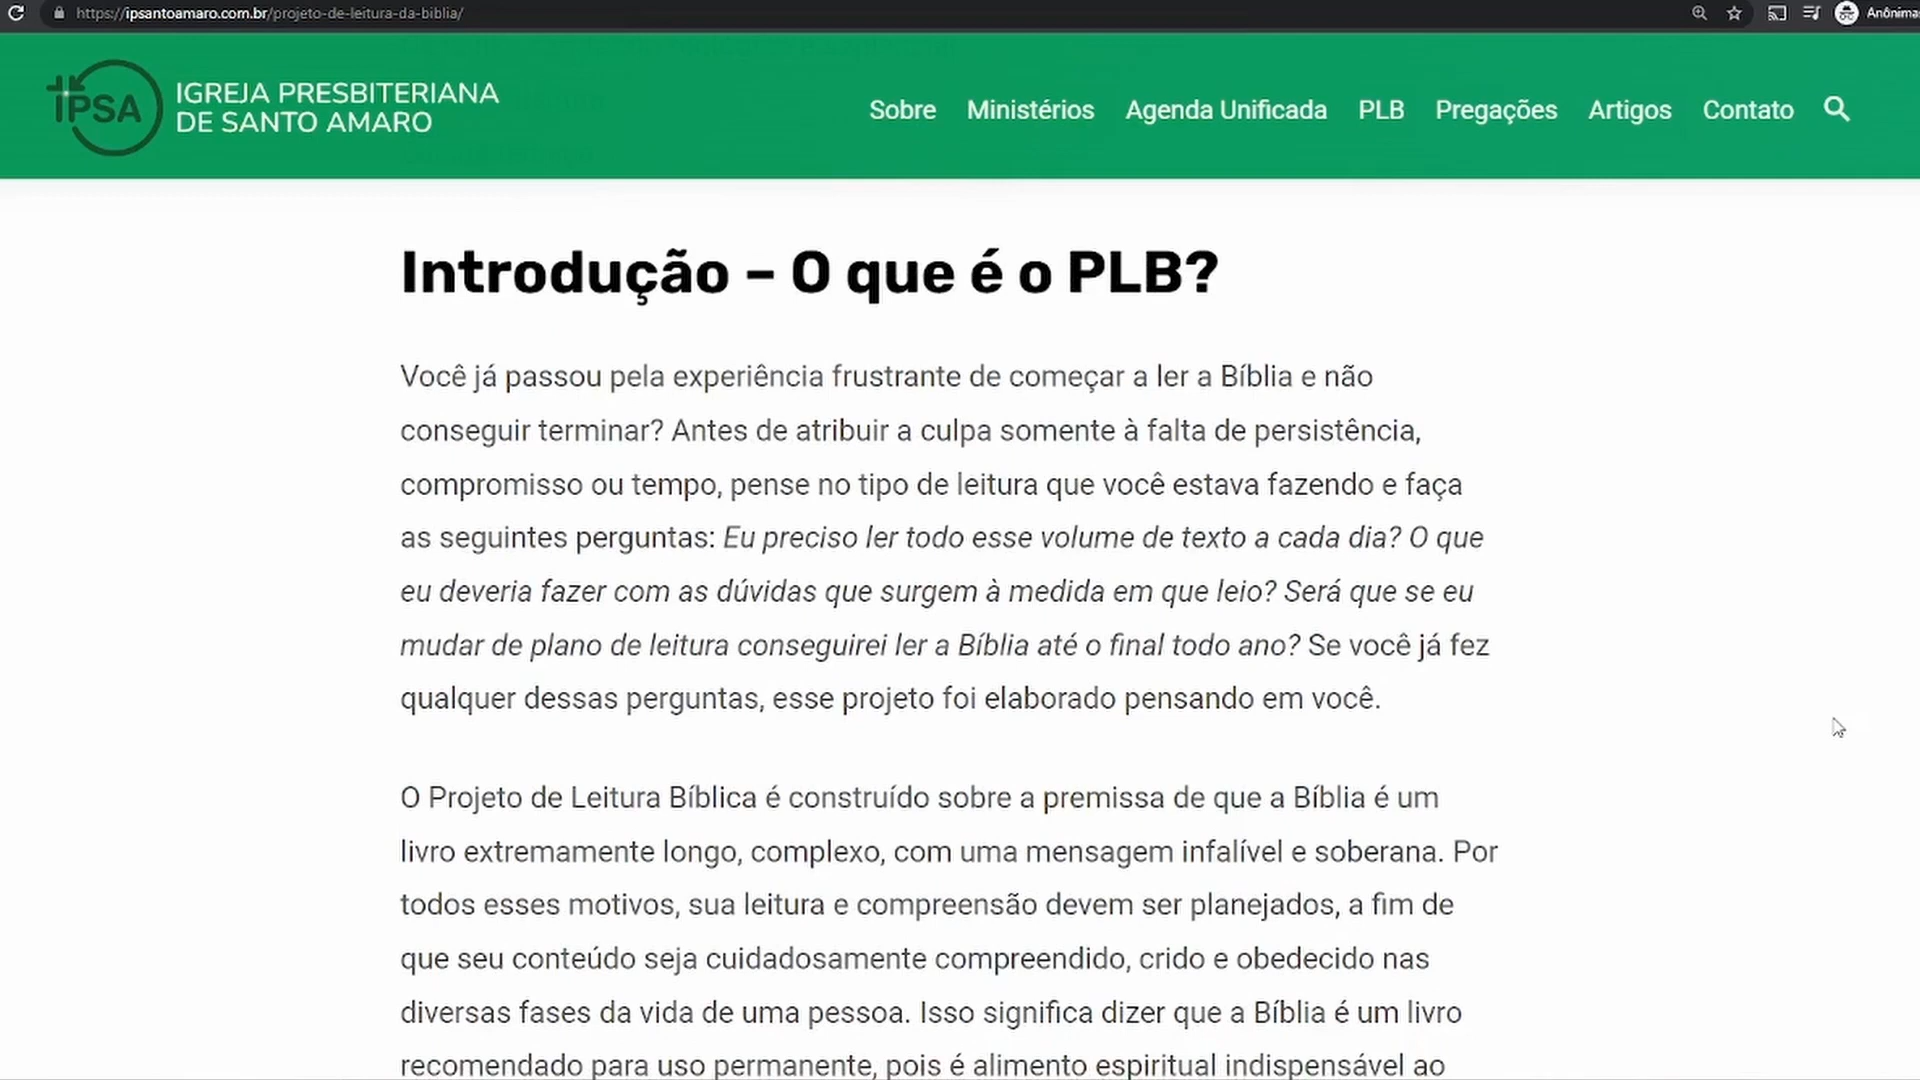 https://ipsantoamaro.com.br/projeto-de-leitura-da-biblia/
Anônima
IPSA
IGREJA PRESBITERIANA
DE SANTO AMARO
Sobre Ministérios Agenda Unificada PLB Pregações Artigos Contato
Introdução – O que é o PLB?
Você já passou pela experiência frustrante de começar a ler a Bíblia e não
conseguir terminar? Antes de atribuir a culpa somente à falta de persistência,
compromisso ou tempo, pense no tipo de leitura que você estava fazendo e faça
as seguintes perguntas: Eu preciso ler todo esse volume de texto a cada dia? O que
eu deveria fazer com as dúvidas que surgem à medida em que leio? Será que se eu
mudar de plano de leitura conseguirei ler a Bíblia até o final todo ano? Se você já fez
qualquer dessas perguntas, esse projeto foi elaborado pensando em você.
O Projeto de Leitura Bíblica é construído sobre a premissa de que a Bíblia é um
livro extremamente longo, complexo, com uma mensagem infalível e soberana. Por
todos esses motivos, sua leitura e compreensão devem ser planejados, a fim de
que seu conteúdo seja cuidadosamente compreendido, crido e obedecido nas
diversas fases da vida de uma pessoa. Isso significa dizer que a Bíblia é um livro
recomendado para uso permanente, pois é alimento espiritual indispensável ao